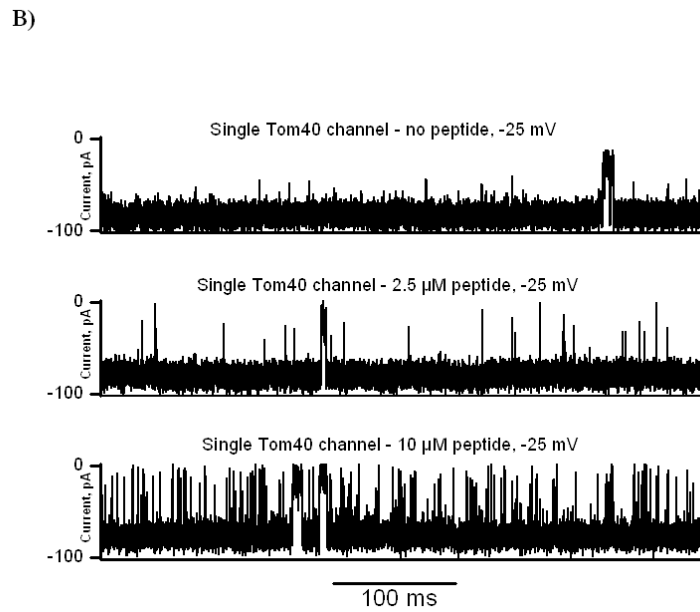 B)
Single Tom40 channel - no peptide, -25 mV
0
Current, pA
-100
Single Tom40 channel - 2.5 µM peptide, -25 mV
0
Current, pA
-100
Single Tom40 channel - 10 µM peptide, -25 mV
0
Current, pA
-100
100 ms